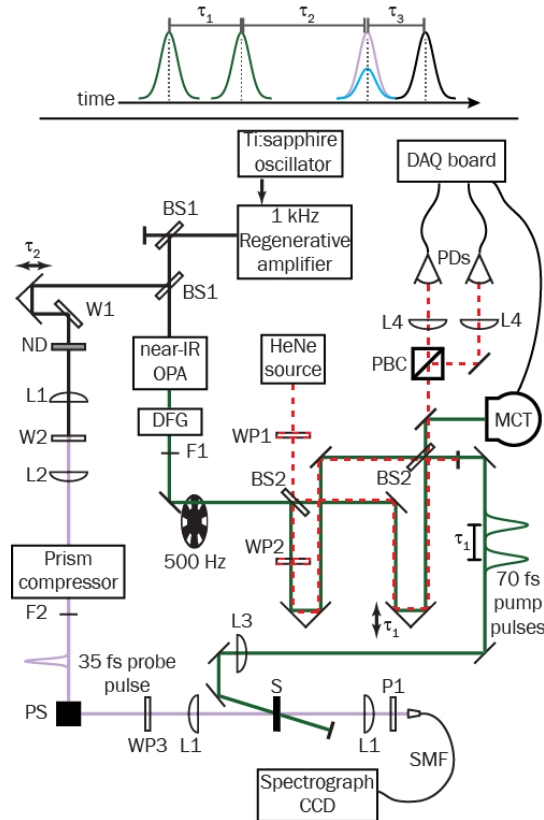 τ1
τ2
τ3
time
Ti:sapphire
oscillator
DAQ board
BS1
1 kHz
Regenerative
amplifier
τ2
BS1
PDs
W1
L4
L4
ND
near-IR
OPA
HeNe
source
PBC
L1
DFG
WP1
MCT
W2
F1
L2
BS2
BS2
500 Hz
WP2
τ1
Prism
compressor
70 fs
pump
pulses
τ1
F2
L3
35 fs probe
pulse
S
P1
PS
WP3
L1
L1
SMF
Spectrograph
CCD